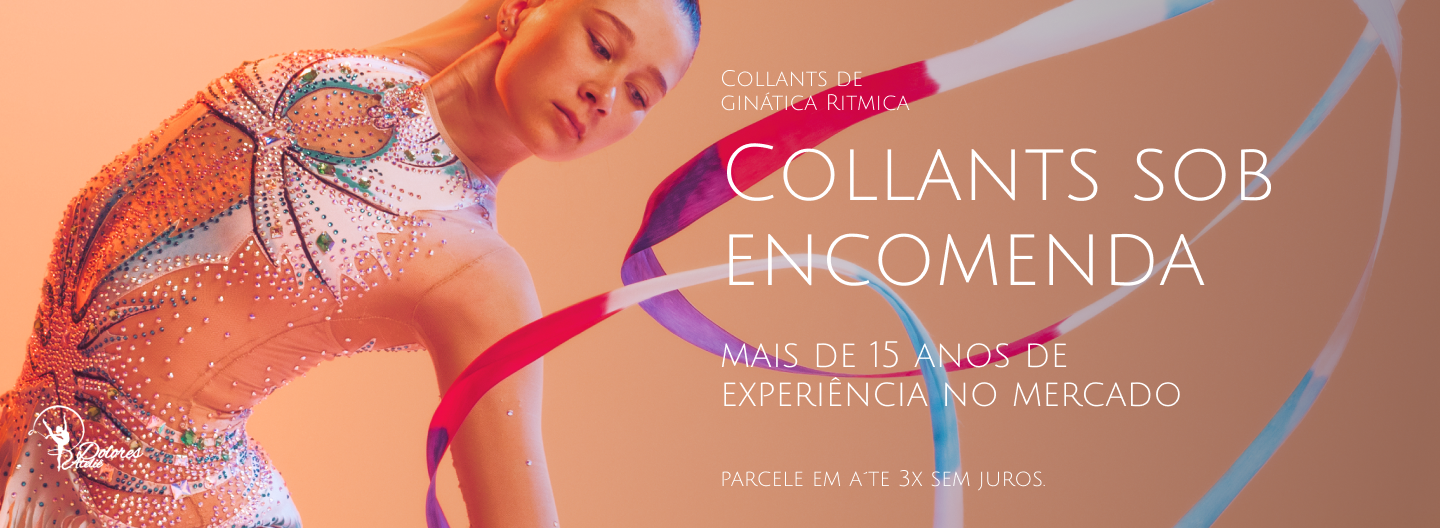 Collants de
ginática Ritmica
Collants sob
encomenda
mais de 15 anos de
experiência no mercado
Dolores
Ateliê
parcele em a´te 3x sem juros.